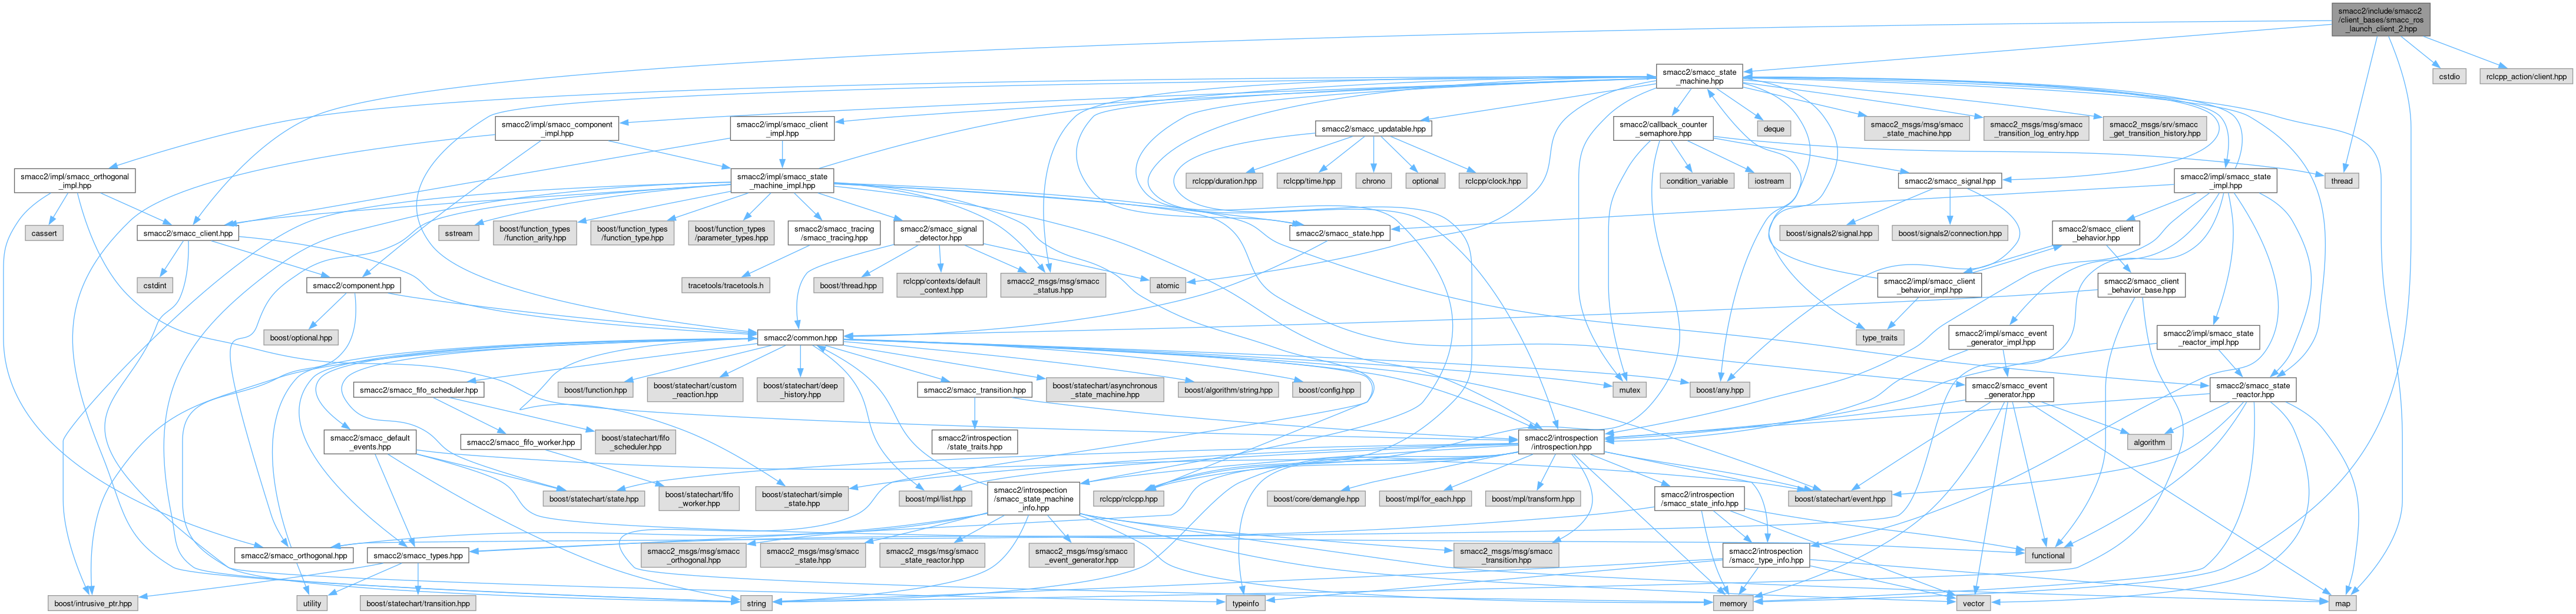 smacc2/include/smacc2
/client_bases/smacc_ros
_launch_client_2.hpp
smacc2/smacc_state
_machine.hpp
cstdio
rclcpp_action/client.hpp
smacc2/impl/smacc_component
_impl.hpp
smacc2/impl/smacc_client
_impl.hpp
smacc2/smacc_updatable.hpp
smacc2/callback_counter
_semaphore.hpp
deque
smacc2_msgs/msg/smacc
_state_machine.hpp
smacc2_msgs/msg/smacc
_transition_log_entry.hpp
smacc2_msgs/srv/smacc
_get_transition_history.hpp
smacc2/impl/smacc_orthogonal
_impl.hpp
smacc2/impl/smacc_state
_machine_impl.hpp
rclcpp/duration.hpp
rclcpp/time.hpp
chrono
optional
rclcpp/clock.hpp
condition_variable
iostream
smacc2/smacc_signal.hpp
smacc2/impl/smacc_state
_impl.hpp
thread
cassert
smacc2/smacc_client.hpp
sstream
boost/function_types
/function_arity.hpp
boost/function_types
/function_type.hpp
boost/function_types
/parameter_types.hpp
smacc2/smacc_tracing
/smacc_tracing.hpp
smacc2/smacc_signal
_detector.hpp
smacc2/smacc_state.hpp
boost/signals2/signal.hpp
boost/signals2/connection.hpp
smacc2/smacc_client
_behavior.hpp
cstdint
smacc2/component.hpp
tracetools/tracetools.h
boost/thread.hpp
rclcpp/contexts/default
_context.hpp
smacc2_msgs/msg/smacc
_status.hpp
atomic
smacc2/impl/smacc_client
_behavior_impl.hpp
smacc2/smacc_client
_behavior_base.hpp
boost/optional.hpp
smacc2/common.hpp
type_traits
smacc2/impl/smacc_event
_generator_impl.hpp
smacc2/impl/smacc_state
_reactor_impl.hpp
smacc2/smacc_fifo_scheduler.hpp
boost/function.hpp
boost/statechart/custom
_reaction.hpp
boost/statechart/deep
_history.hpp
smacc2/smacc_transition.hpp
boost/statechart/asynchronous
_state_machine.hpp
boost/algorithm/string.hpp
boost/config.hpp
mutex
boost/any.hpp
smacc2/smacc_event
_generator.hpp
smacc2/smacc_state
_reactor.hpp
smacc2/smacc_default
_events.hpp
smacc2/smacc_fifo_worker.hpp
boost/statechart/fifo
_scheduler.hpp
smacc2/introspection
/state_traits.hpp
smacc2/introspection
/introspection.hpp
algorithm
boost/statechart/state.hpp
boost/statechart/fifo
_worker.hpp
boost/statechart/simple
_state.hpp
boost/mpl/list.hpp
smacc2/introspection
/smacc_state_machine
_info.hpp
rclcpp/rclcpp.hpp
boost/core/demangle.hpp
boost/mpl/for_each.hpp
boost/mpl/transform.hpp
smacc2/introspection
/smacc_state_info.hpp
boost/statechart/event.hpp
smacc2/smacc_orthogonal.hpp
smacc2/smacc_types.hpp
smacc2_msgs/msg/smacc
_orthogonal.hpp
smacc2_msgs/msg/smacc
_state.hpp
smacc2_msgs/msg/smacc
_state_reactor.hpp
smacc2_msgs/msg/smacc
_event_generator.hpp
smacc2_msgs/msg/smacc
_transition.hpp
smacc2/introspection
/smacc_type_info.hpp
functional
boost/intrusive_ptr.hpp
utility
boost/statechart/transition.hpp
string
typeinfo
memory
vector
map